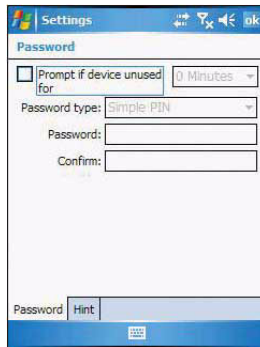 Settings
ok
Password
Prompt if device unused for
0 Minutes
Password type: Simple PIN
Password:
Confirm:
Password Hint